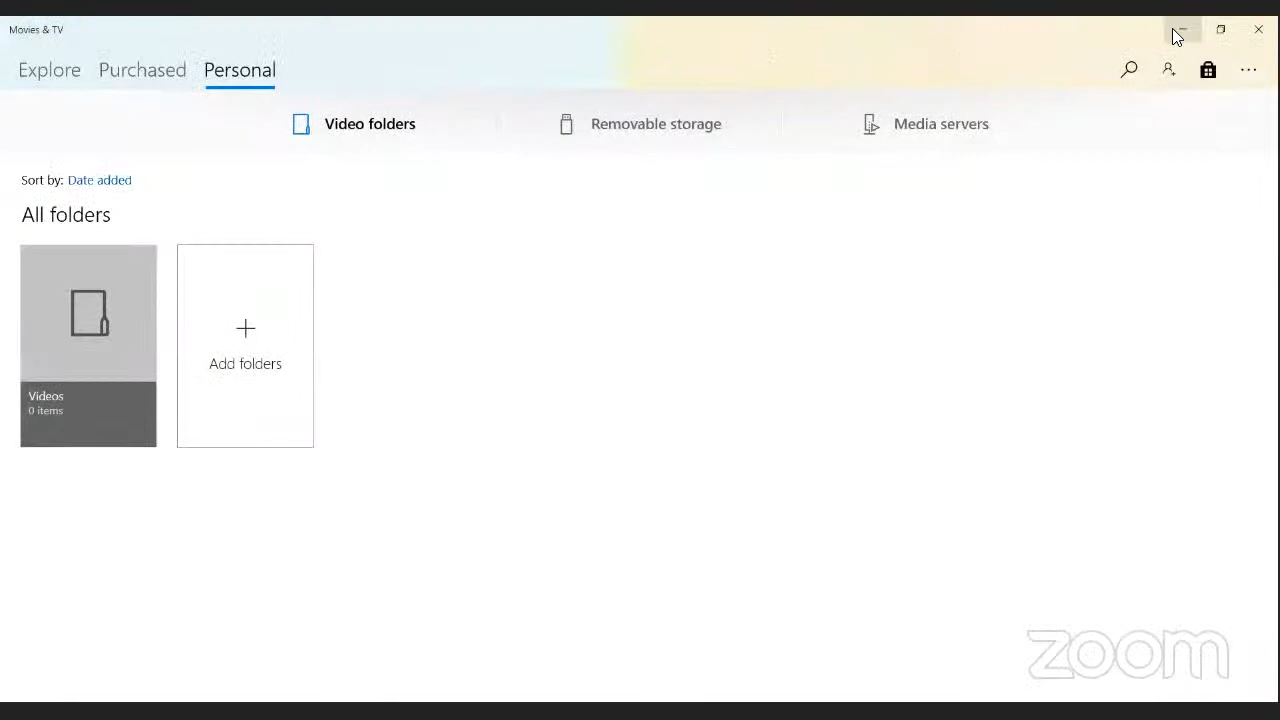 Movies & TV
Explore Purchased Personal
Video folders Removable storage Media servers
Sort by: Date added
All folders
Videos
0 items
Add folders
zoom